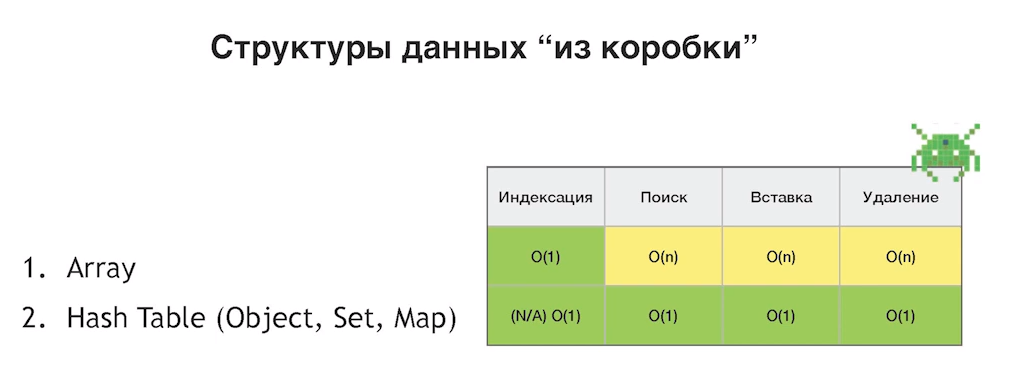 Структуры данных “из коробки”
Индексация Поиск Вставка Удаление
1. Array O(1) O(n) O(n) O(n)
2. Hash Table (Object, Set, Map) (N/A) O(1) O(1) O(1) O(1)